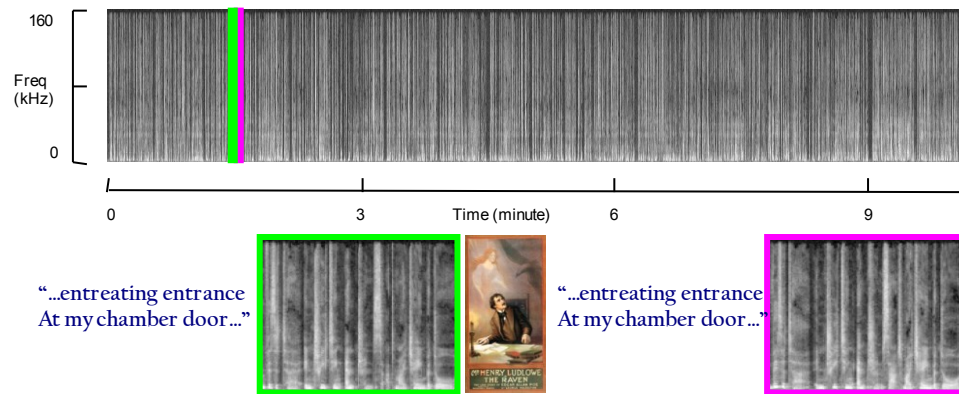 160
Freq
(kHz)
0
0
3
Time (minute)
6
9
“...entreating entrance
At my chamber door...”
“...entreating entrance
At my chamber door...”
MR HENRY LUDLOWE
THE RAVEN